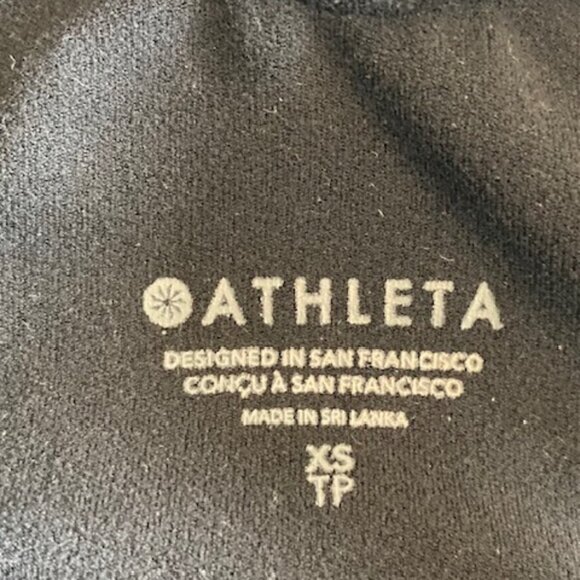 ATHLETA
DESIGNED IN SAN FRANCISCO
CONÇU À SAN FRANCISCO
MADE IN SRI LANKA
XS
TP